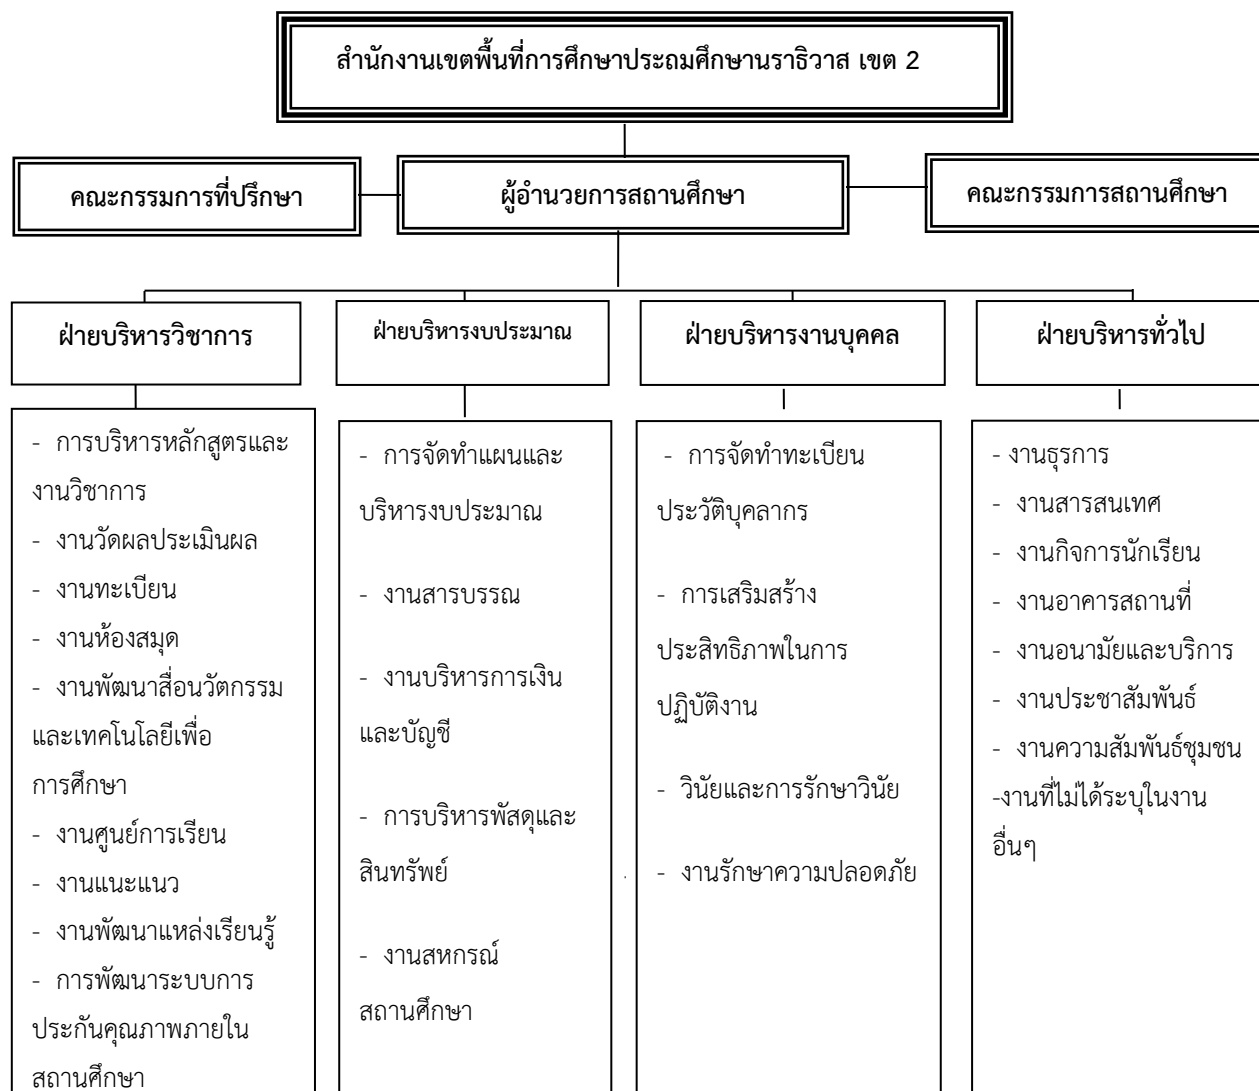 สำนักงานเขตพื้นที่การศึกษาประถมศึกษานราธิวาส เขต 2
คณะกรรมการที่ปรึกษา
ผู้อำนวยการสถานศึกษา
คณะกรรมการสถานศึกษา
ฝ่ายบริหารวิชาการ
ฝ่ายบริหารงบประมาณ
ฝ่ายบริหารงานบุคคล
ฝ่ายบริหารทั่วไป
- การบริหารหลักสูตรและ
งานวิชาการ
- งานวัดผลประเมินผล
- งานทะเบียน
- งานห้องสมุด
- งานพัฒนาสื่อนวัตกรรม
และเทคโนโลยีเพื่อ
การศึกษา
- งานศูนย์การเรียน
- งานแนะแนว
- งานพัฒนาแหล่งเรียนรู้
- การพัฒนาระบบการ
ประกันคุณภาพภายใน
สถานศึกษา
- การจัดทำแผนและ
บริหารงบประมาณ
- งานสารบรรณ
- งานบริหารการเงิน
และบัญชี
- การบริหารพัสดุและ
สินทรัพย์
- งานสหกรณ์
สถานศึกษา
- การจัดทำทะเบียน
ประวัติบุคลากร
- การเสริมสร้าง
ประสิทธิภาพในการ
ปฏิบัติงาน
- วินัยและการรักษาวินัย
- งานรักษาความปลอดภัย
- งานธุรการ
- งานสารสนเทศ
- งานกิจการนักเรียน
- งานอาคารสถานที่
- งานอนามัยและบริการ
- งานประชาสัมพันธ์
- งานความสัมพันธ์ชุมชน
-งานที่ไม่ได้ระบุในงาน
อื่นๆ